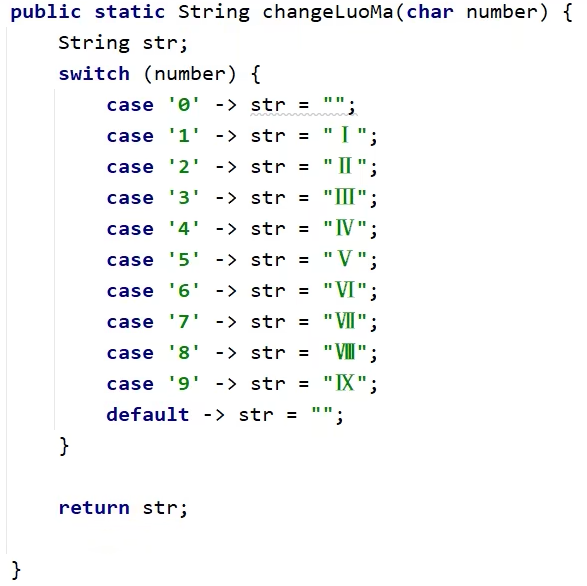 public static String changeLuoMa(char number) {
    String str;
    switch (number) {
        case '0' -> str = "";
        case '1' -> str = "Ⅰ";
        case '2' -> str = "Ⅱ";
        case '3' -> str = "Ⅲ";
        case '4' -> str = "Ⅳ";
        case '5' -> str = "Ⅴ";
        case '6' -> str = "Ⅵ";
        case '7' -> str = "Ⅶ";
        case '8' -> str = "Ⅷ";
        case '9' -> str = "Ⅸ";
        default -> str = "";
    }
    return str;
}